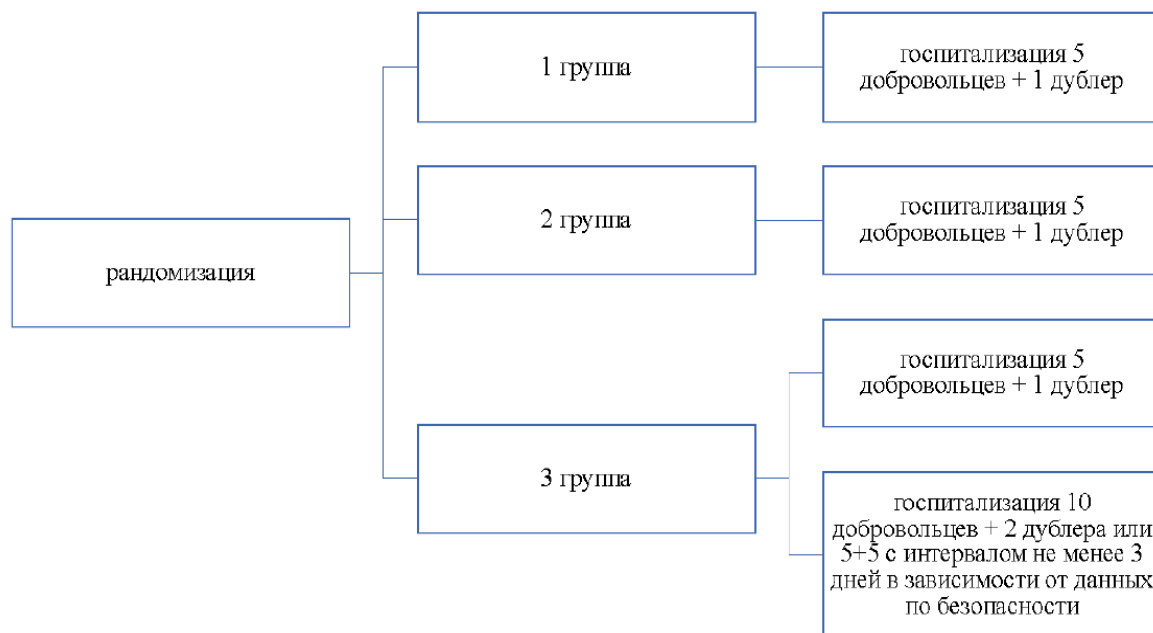 рандомизация
1 группа
госпитализация 5
добровольцев + 1 дублер
2 группа
госпитализация 5
добровольцев + 1 дублер
3 группа
госпитализация 5
добровольцев + 1 дублер
госпитализация 10
добровольцев + 2 дублера или
5+5 с интервалом не менее 3
дней в зависимости от данных
по безопасности